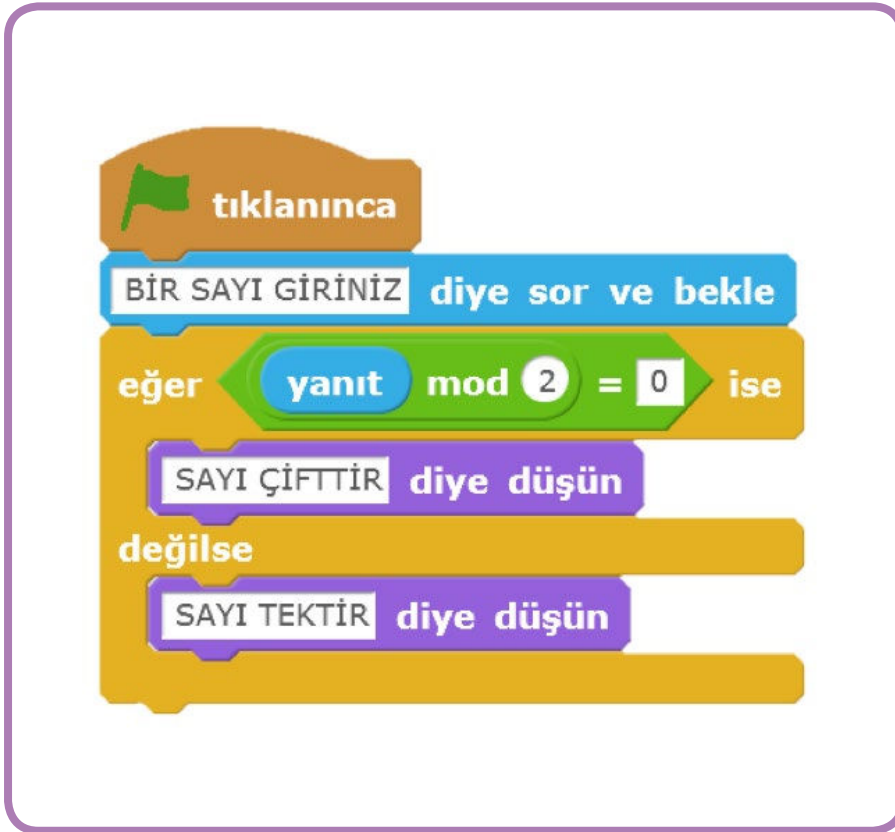 tıklanınca
BİR SAYI GİRİNİZ diye sor ve bekle
eğer yanıt mod 2 = 0 ise
SAYI ÇİFTTİR diye düşün
değilse
SAYI TEKTİR diye düşün